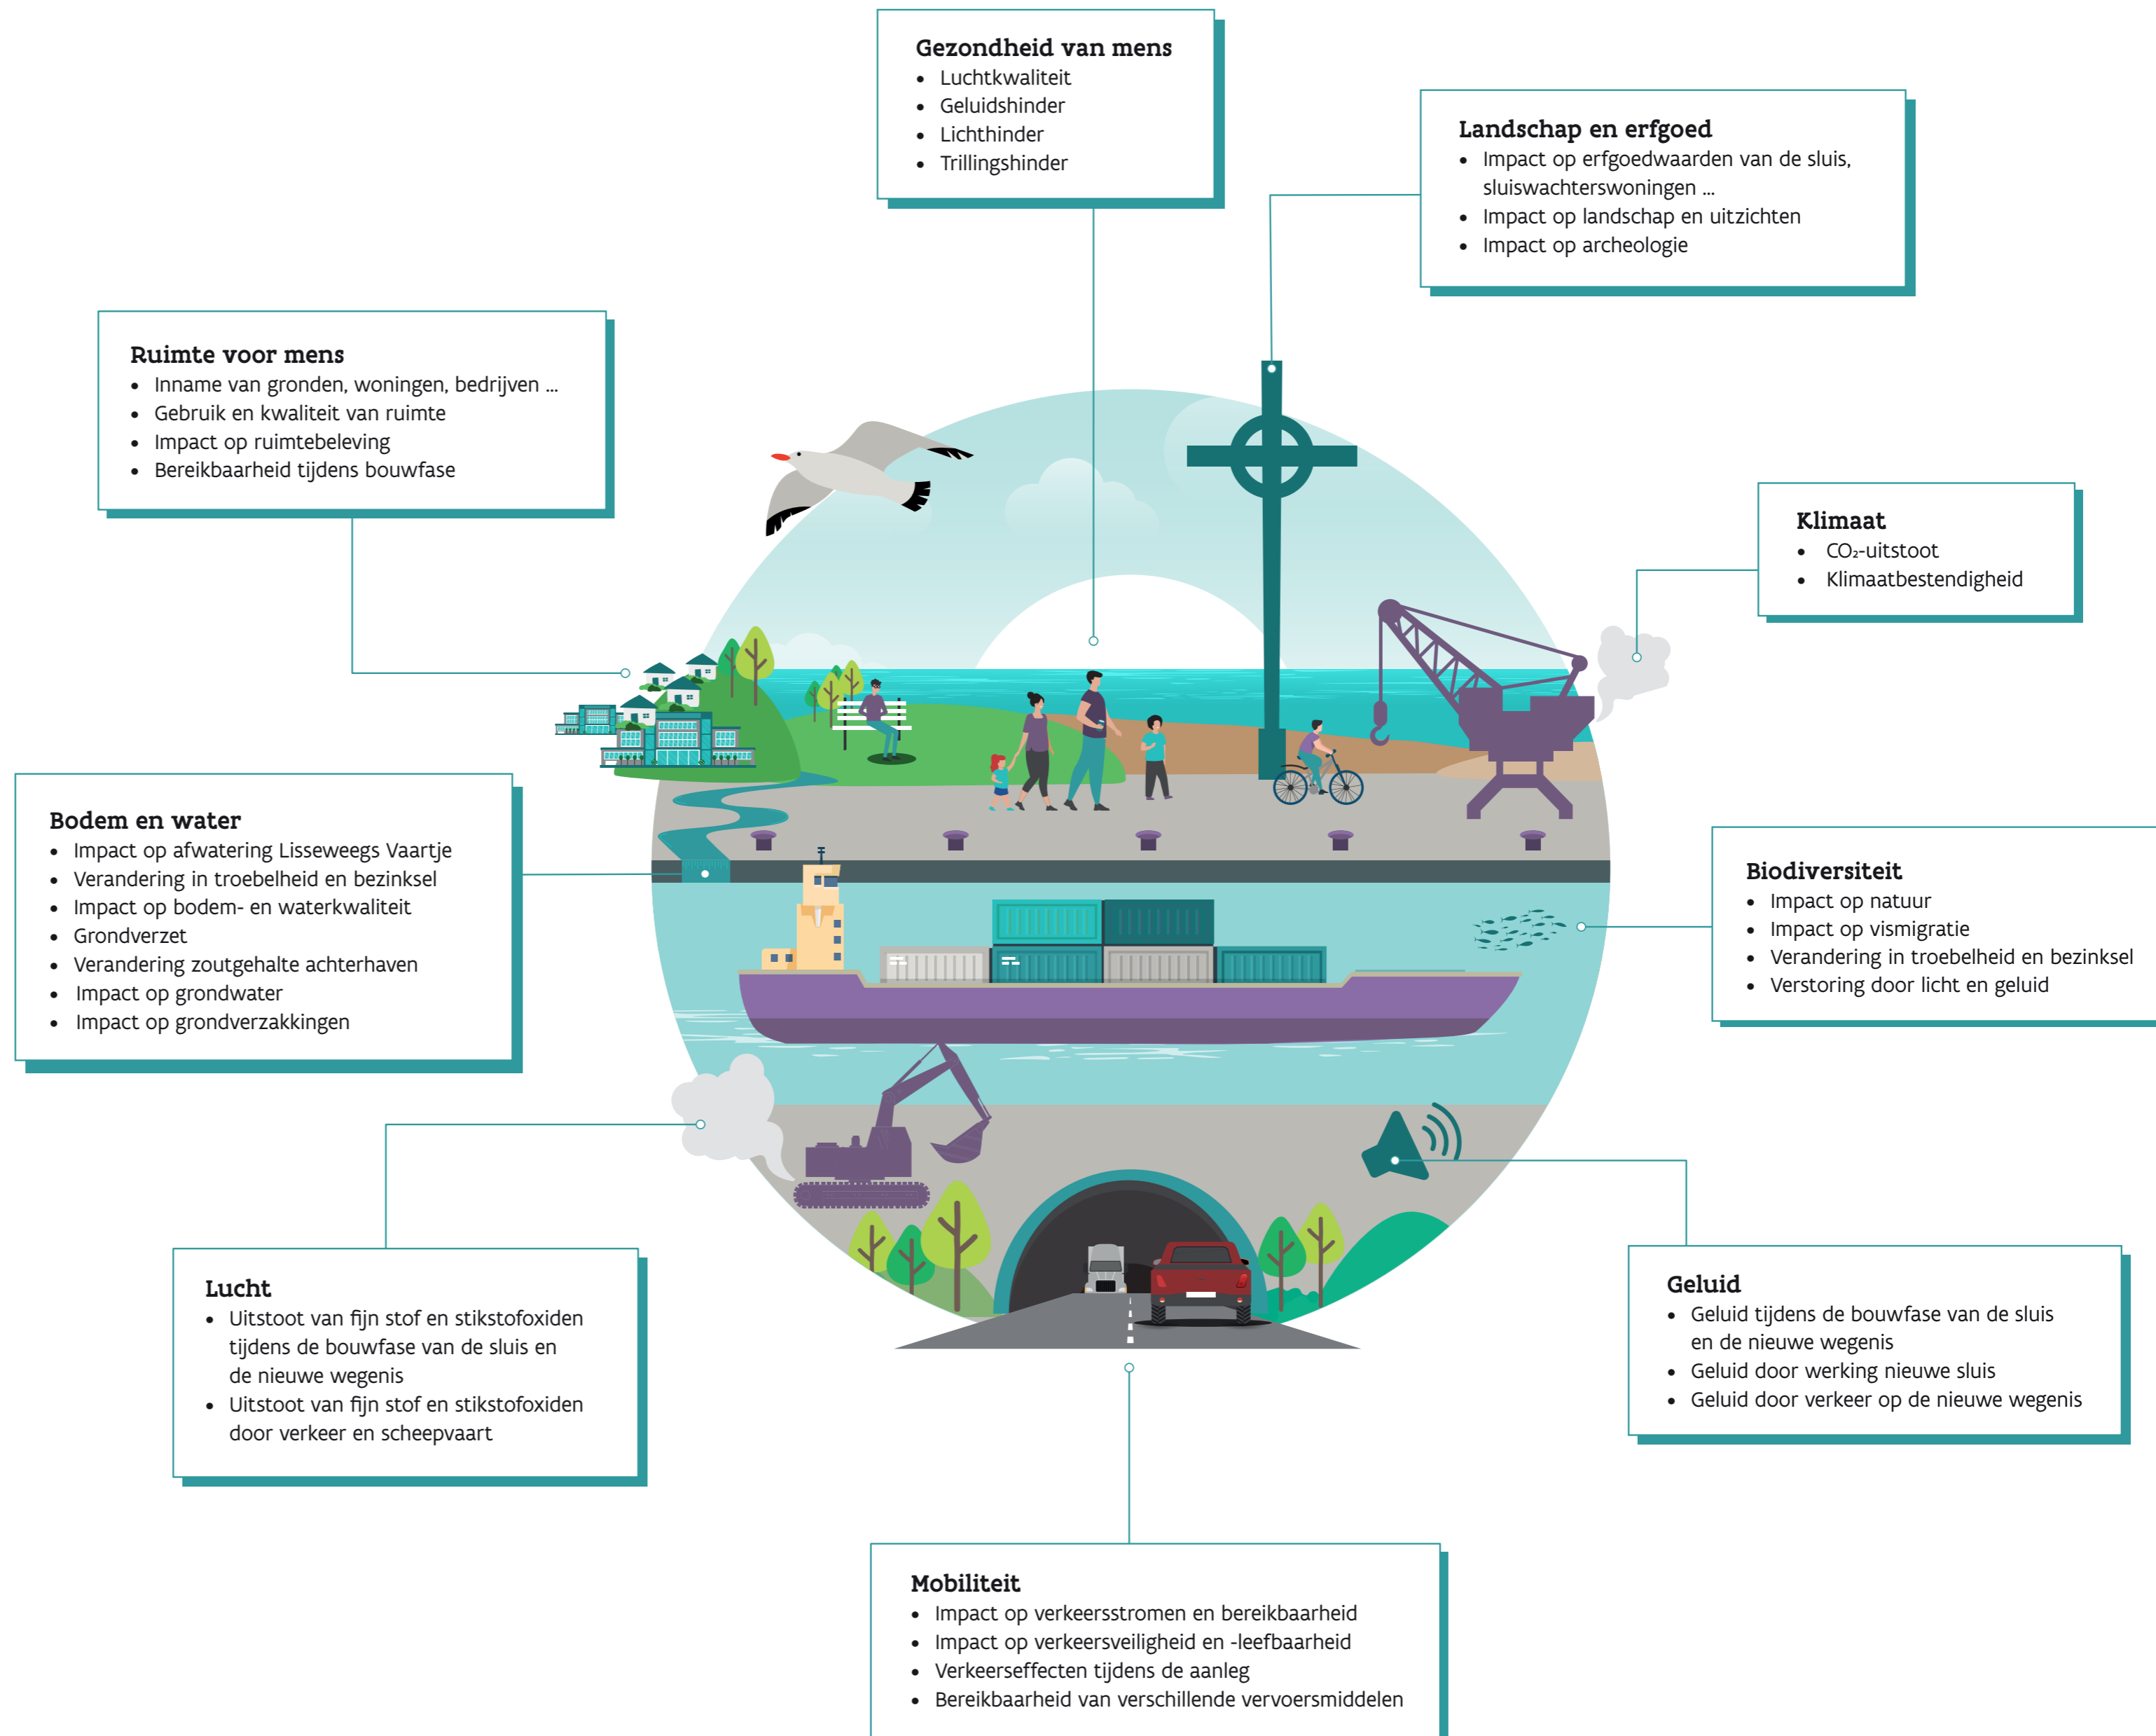 Gezondheid van mens
• Luchtkwaliteit
• Geluidshinder
• Lichthinder
• Trillingshinder
Landschap en erfgoed
• Impact op erfgoedwaarden van de sluis,
sluiswachterswoningen ...
• Impact op landschap en uitzichten
• Impact op archeologie
Ruimte voor mens
• Inname van gronden, woningen, bedrijven ...
• Gebruik en kwaliteit van ruimte
• Impact op ruimtebeleving
• Bereikbaarheid tijdens bouwfase
Klimaat
• CO₂-uitstoot
• Klimaatbestendigheid
Bodem en water
• Impact op afwatering Lisseweegs Vaartje
• Verandering in troebelheid en bezinksel
• Impact op bodem- en waterkwaliteit
• Grondverzet
• Verandering zoutgehalte achterhaven
• Impact op grondwater
• Impact op grondverzakkingen
Biodiversiteit
• Impact op natuur
• Impact op vismigratie
• Verandering in troebelheid en bezinksel
• Verstoring door licht en geluid
Lucht
• Uitstoot van fijn stof en stikstofoxiden
tijdens de bouwfase van de sluis en
de nieuwe wegenis
• Uitstoot van fijn stof en stikstofoxiden
door verkeer en scheepvaart
Geluid
• Geluid tijdens de bouwfase van de sluis
en de nieuwe wegenis
• Geluid door werking nieuwe sluis
• Geluid door verkeer op de nieuwe wegenis
Mobiliteit
• Impact op verkeersstromen en bereikbaarheid
• Impact op verkeersveiligheid en -leefbaarheid
• Verkeerseffecten tijdens de aanleg
• Bereikbaarheid van verschillende vervoersmiddelen